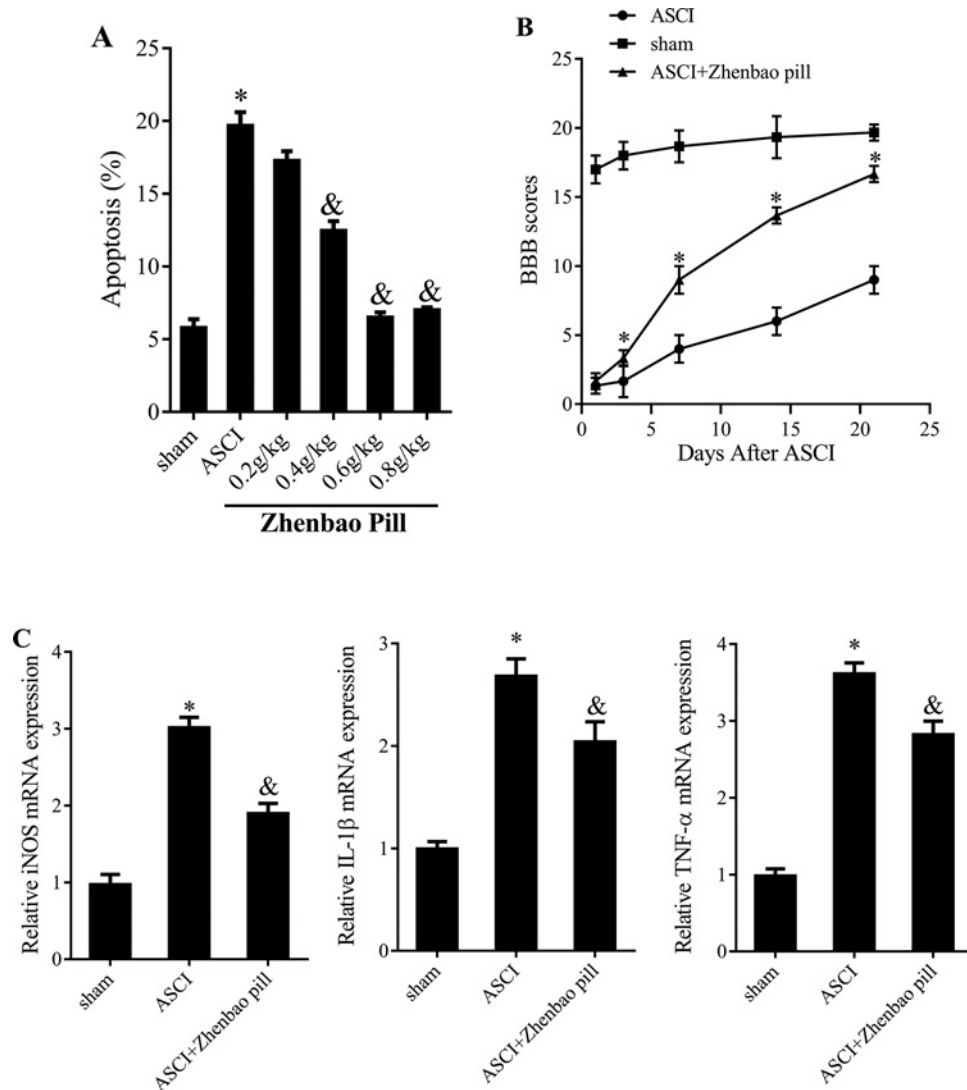 A
Apoptosis (%)
25
20
15
10
5
0
*
&
&
&
sham
ASCI
0.2g/kg
0.4g/kg
0.6g/kg
0.8g/kg
Zhenbao Pill
B
ASCI
sham
ASCI+Zhenbao pill
BBB scores
25
20
15
10
5
0
*
*
*
*
0 5 10 15 20 25
Days After ASCI
C
Relative iNOS mRNA expression
4
3
2
1
0
*
&
sham
ASCI
ASCI+Zhenbao pill
Relative IL-1β mRNA expression
3
2
1
0
*
&
sham
ASCI
ASCI+Zhenbao pill
Relative TNF-α mRNA expression
4
3
2
1
0
*
&
sham
ASCI
ASCI+Zhenbao pill